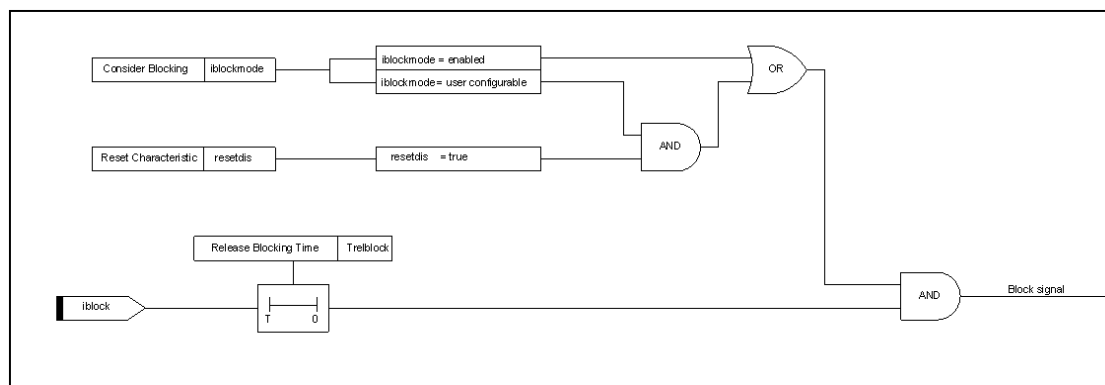 Consider Blocking iblockmode
iblockmode = enabled
iblockmode= user configurable
OR
AND
Reset Characteristic resetdis
resetdis = true
Release Blocking Time Trelblock
iblock
T 0
AND
Block signal